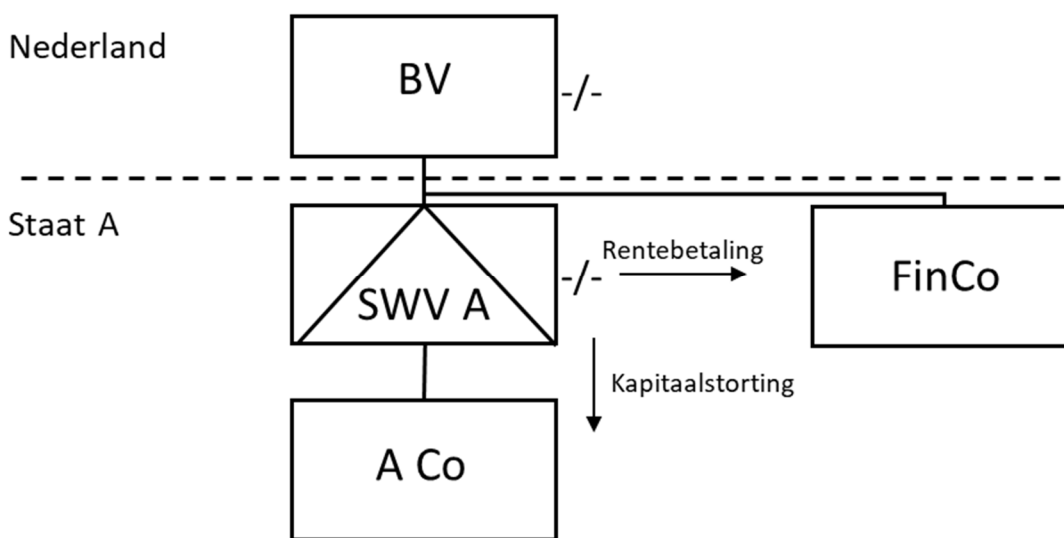 Nederland
BV
-/-
Staat A
SWV A
-/-
Rentebetaling
FinCo
Kapitaalstorting
A Co